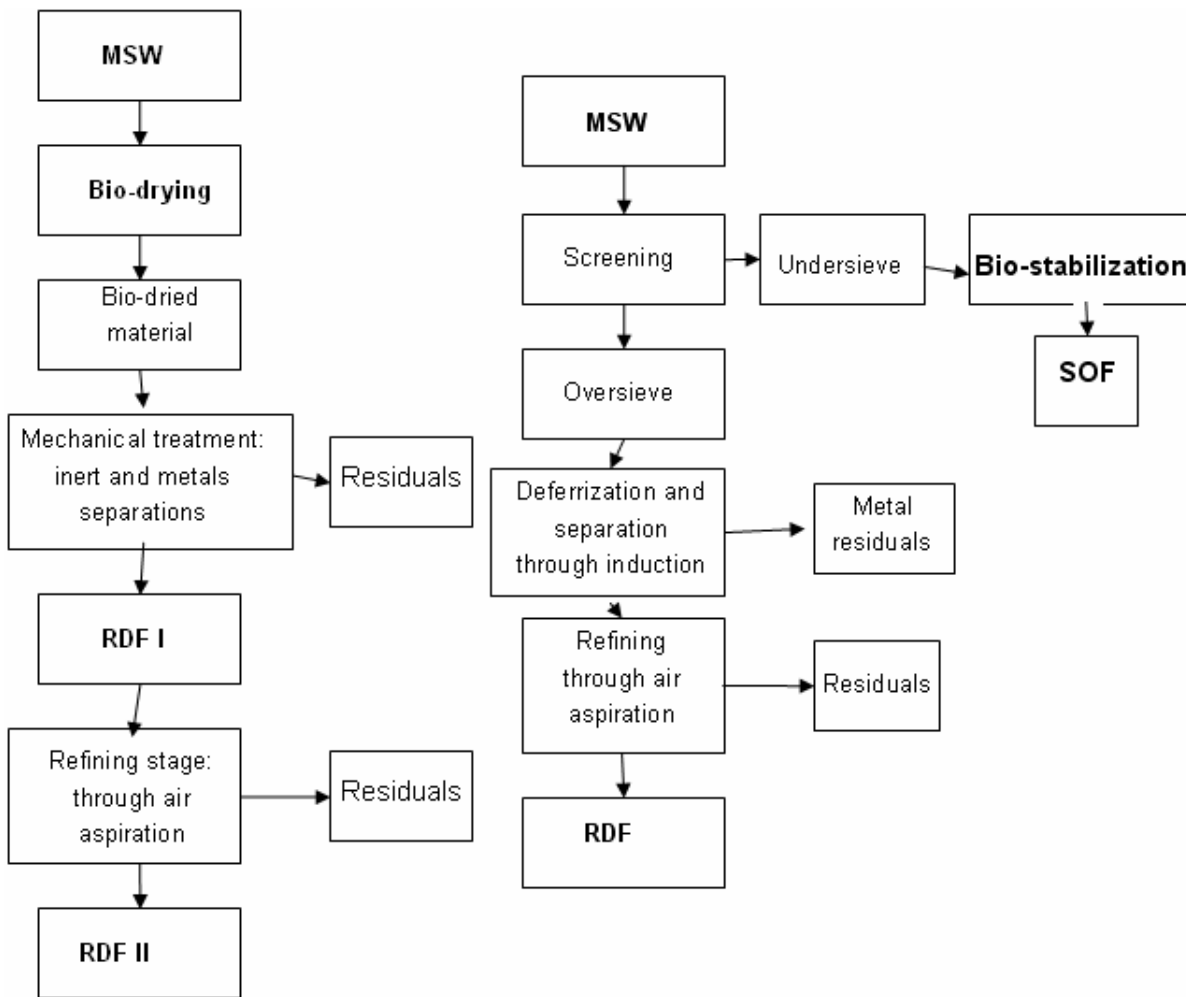 MSW
Bio-drying
Bio-dried
material
Mechanical treatment:
inert and metals
separations
Residuals
RDF I
Refining stage:
through air
aspiration
Residuals
RDF II
MSW
Screening
Undersieve
Bio-stabilization
SOF
Oversieve
Deferrization and
separation
through induction
Metal
residuals
Refining
through air
aspiration
Residuals
RDF